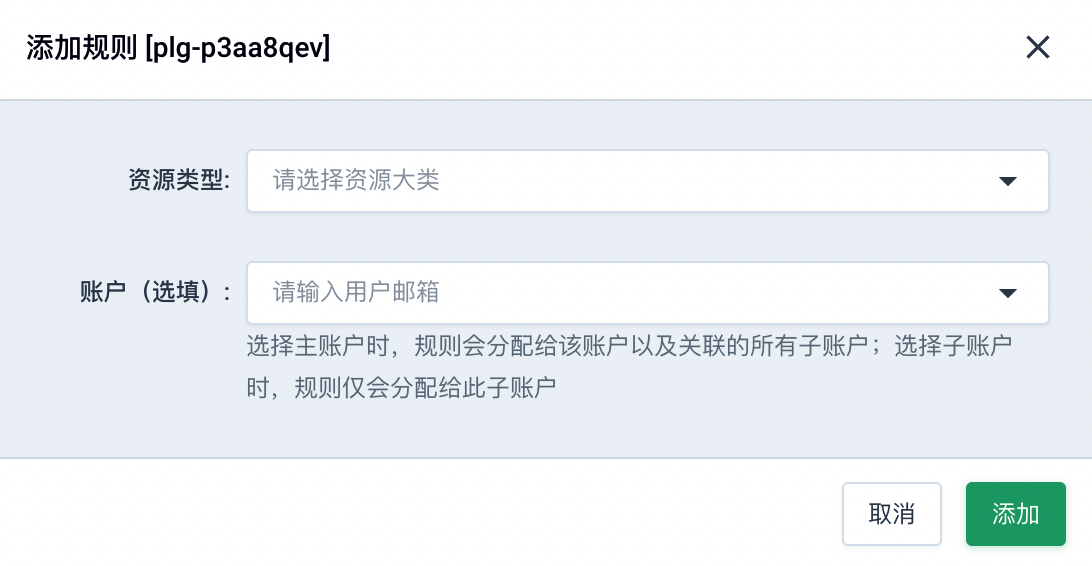 添加规则 [plg-p3aa8qev]
资源类型:
请选择资源大类
账户（选填）:
请输入用户邮箱
选择主账户时，规则会分配给该账户以及关联的所有子账户；选择子账户
时，规则仅会分配给此子账户
取消
添加